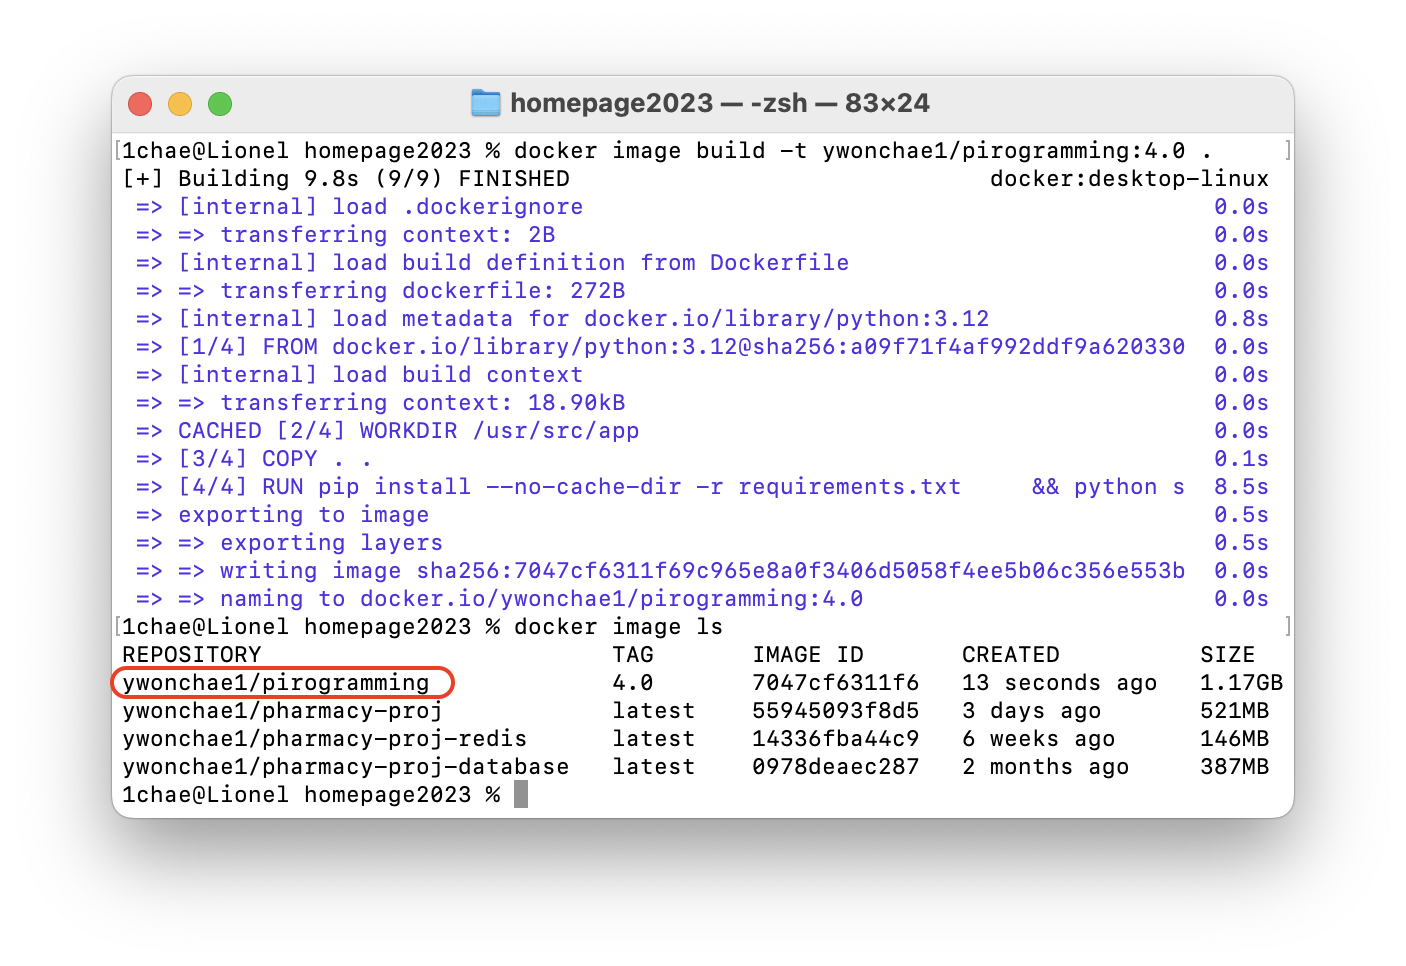 homepage2023 — -zsh — 83×24
[1chae@Lionel homepage2023 % docker image build -t ywonchae1/pirogramming:4.0 . ]
[+] Building 9.8s (9/9) FINISHED docker:desktop-linux
=> [internal] load .dockerignore 0.0s
=> => transferring context: 2B 0.0s
=> [internal] load build definition from Dockerfile 0.0s
=> => transferring dockerfile: 272B 0.0s
=> [internal] load metadata for docker.io/library/python:3.12 0.8s
=> [1/4] FROM docker.io/library/python:3.12@sha256:a09f71f4af992ddf9a620330 0.0s
=> [internal] load build context 0.0s
=> => transferring context: 18.90kB 0.0s
=> CACHED [2/4] WORKDIR /usr/src/app 0.0s
=> [3/4] COPY . . 0.1s
=> [4/4] RUN pip install --no-cache-dir -r requirements.txt && python s 8.5s
=> exporting to image 0.5s
=> => exporting layers 0.5s
=> => writing image sha256:7047cf6311f69c965e8a0f3406d5058f4ee5b06c356e553b 0.0s
=> => naming to docker.io/ywonchae1/pirogramming:4.0 0.0s
[1chae@Lionel homepage2023 % docker image ls ]
REPOSITORY TAG IMAGE ID CREATED SIZE
ywonchae1/pirogramming 4.0 7047cf6311f6 13 seconds ago 1.17GB
ywonchae1/pharmacy-proj latest 55945093f8d5 3 days ago 521MB
ywonchae1/pharmacy-proj-redis latest 14336fba44c9 6 weeks ago 146MB
ywonchae1/pharmacy-proj-database latest 0978deaec287 2 months ago 387MB
1chae@Lionel homepage2023 %